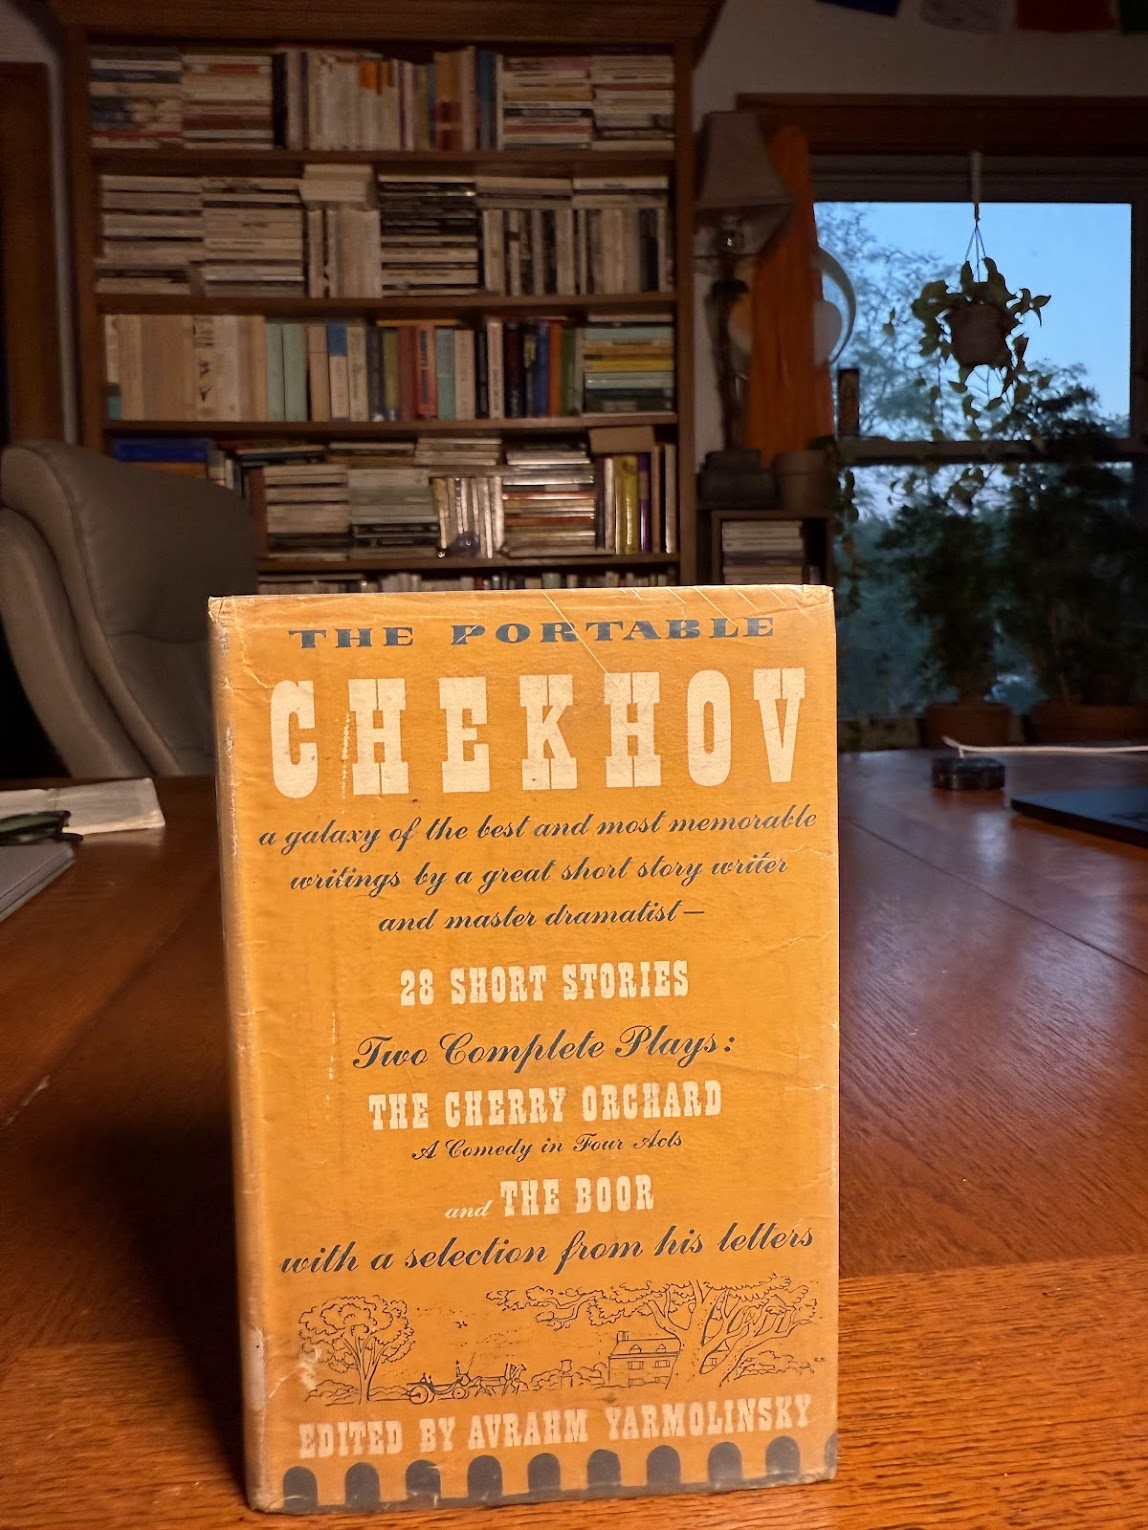 THE PORTABLE
CHEKHOV
a galaxy of the best and most memorable
writings by a great short story writer
and master dramatist—
28 SHORT STORIES
Two Complete Plays:
THE CHERRY ORCHARD
A Comedy in Four Acts
and THE BOOR
with a selection from his letters
EDITED BY AVRAHM YARMOLINSKY